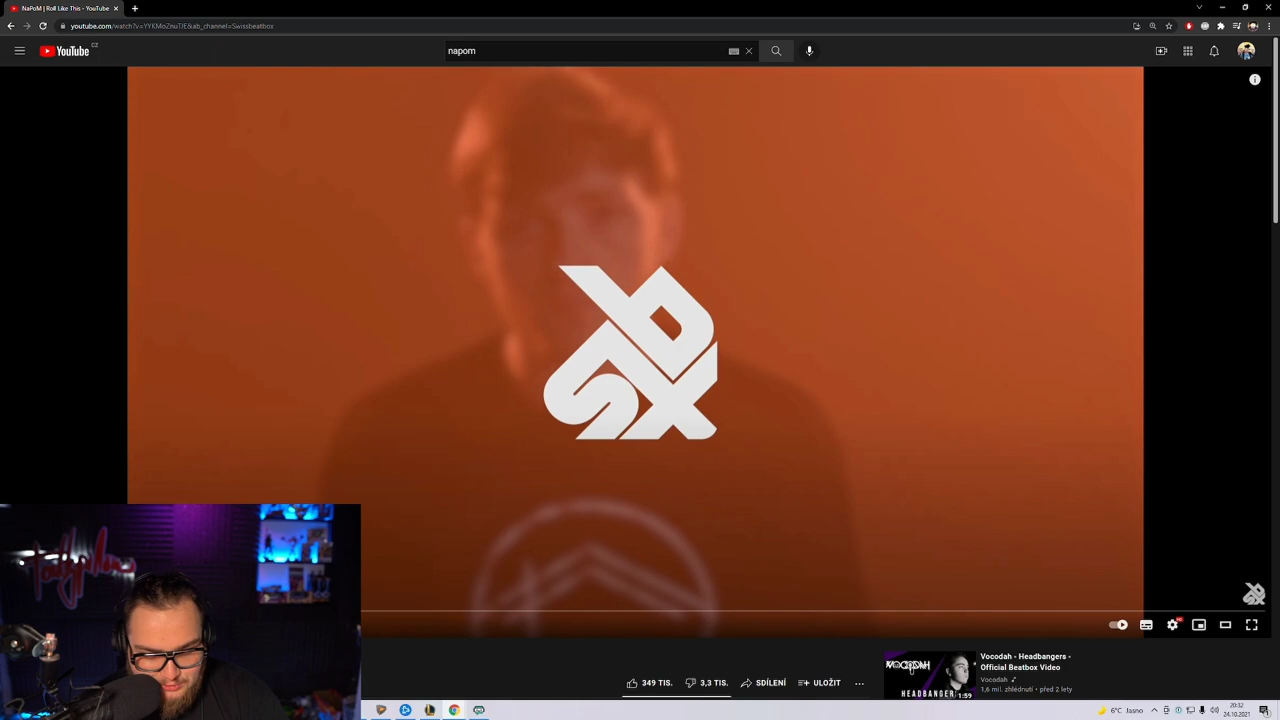 NaPoM | Roll Like This - YouTube
youtube.com/watch?v=YYKMoZnuTJE&ab_channel=Swissbeatbox
YouTube CZ
napom
SBX
349 TIS.
3,3 TIS.
SDÍLENÍ
ULOŽIT
VOCODAH
HEADBANGERS
1:59
Vocodah - Headbangers -
Official Beatbox Video
Vocodah
1,6 mil. zhlédnutí • před 2 lety
6°C Jasno
20:32
24.10.2021